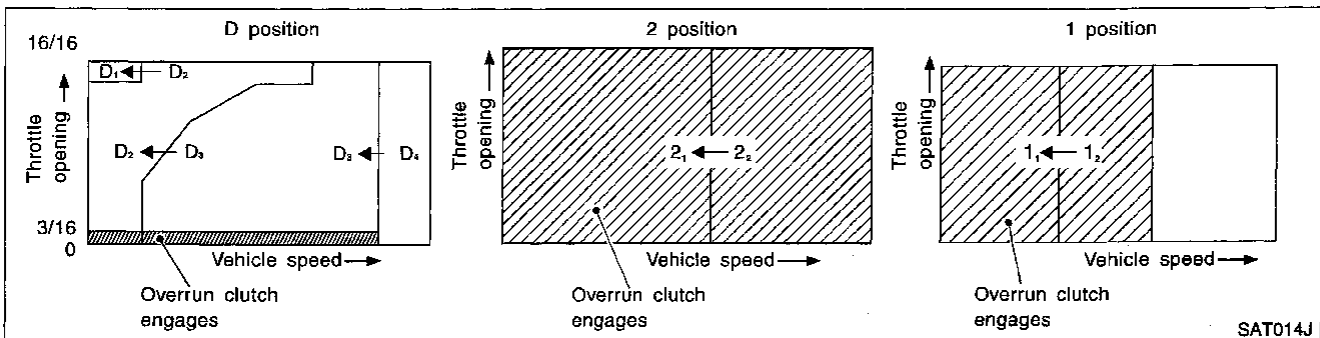 D position
16/16
3/16
0
Throttle
opening
D₁ ← D₂
D₂ ← D₃
D₃ ← D₄
Vehicle speed →
Overrun clutch
engages
2 position
Throttle
opening
2₁ ← 2₂
Vehicle speed →
Overrun clutch
engages
1 position
Throttle
opening
1₁ ← 1₂
Vehicle speed →
Overrun clutch
engages
SAT014J